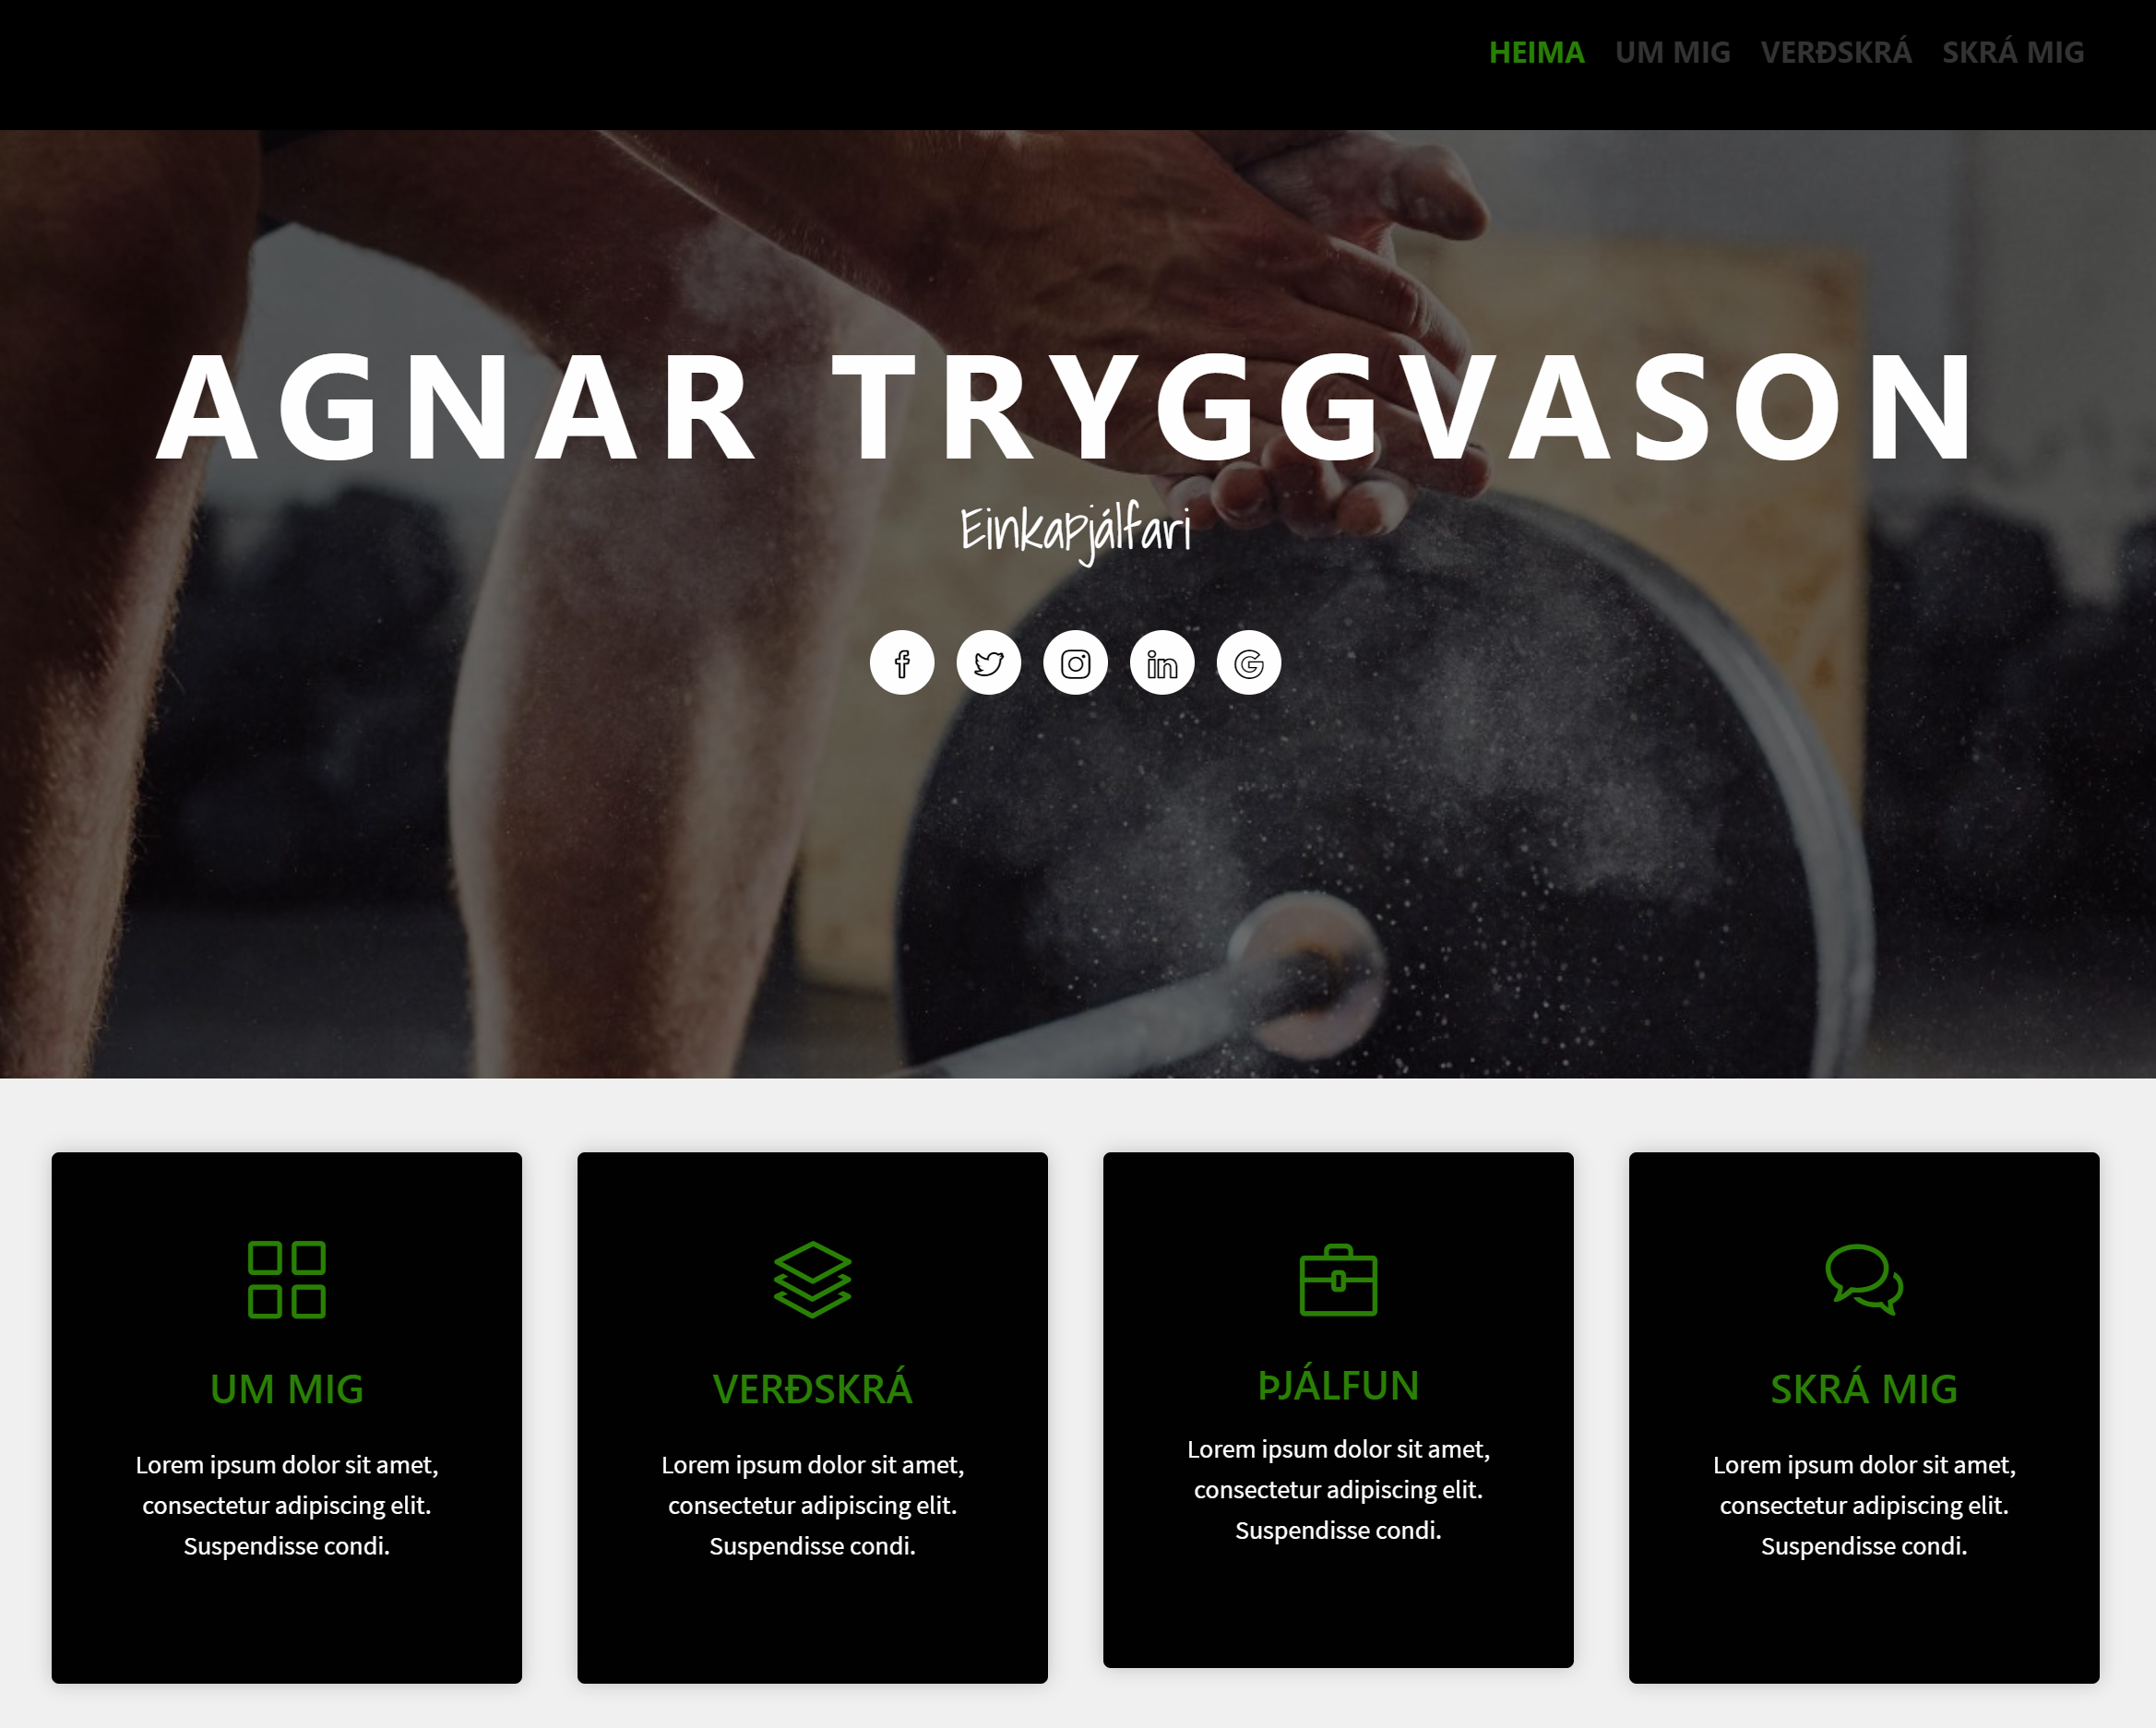 HEIMA UM MIG VERÐSKRÁ SKRÁ MIG
AGNAR TRYGGVASON
Einkaþjálfari
UM MIG
Lorem ipsum dolor sit amet,
consectetur adipiscing elit.
Suspendisse condi.
VERÐSKRÁ
Lorem ipsum dolor sit amet,
consectetur adipiscing elit.
Suspendisse condi.
ÞJÁLFUN
Lorem ipsum dolor sit amet,
consectetur adipiscing elit.
Suspendisse condi.
SKRÁ MIG
Lorem ipsum dolor sit amet,
consectetur adipiscing elit.
Suspendisse condi.